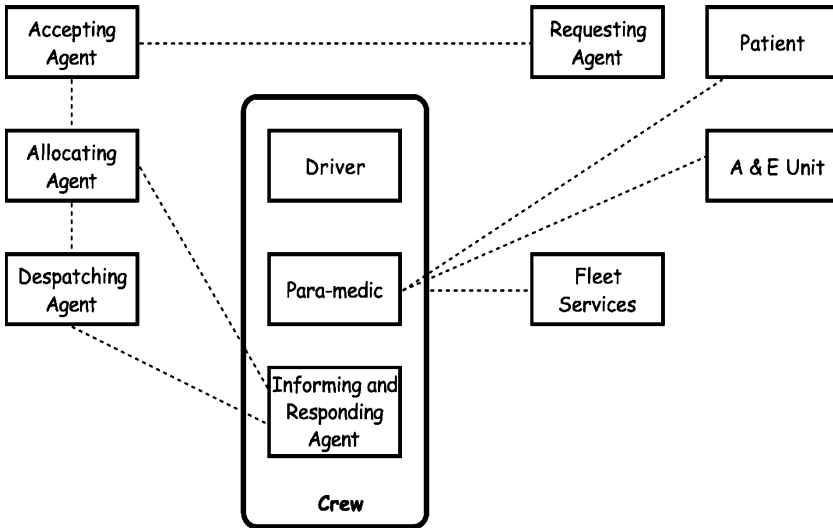 Accepting
Agent
Requesting
Agent
Patient
Allocating
Agent
Driver
A & E Unit
Despatching
Agent
Para-medic
Fleet
Services
Informing and
Responding
Agent
Crew